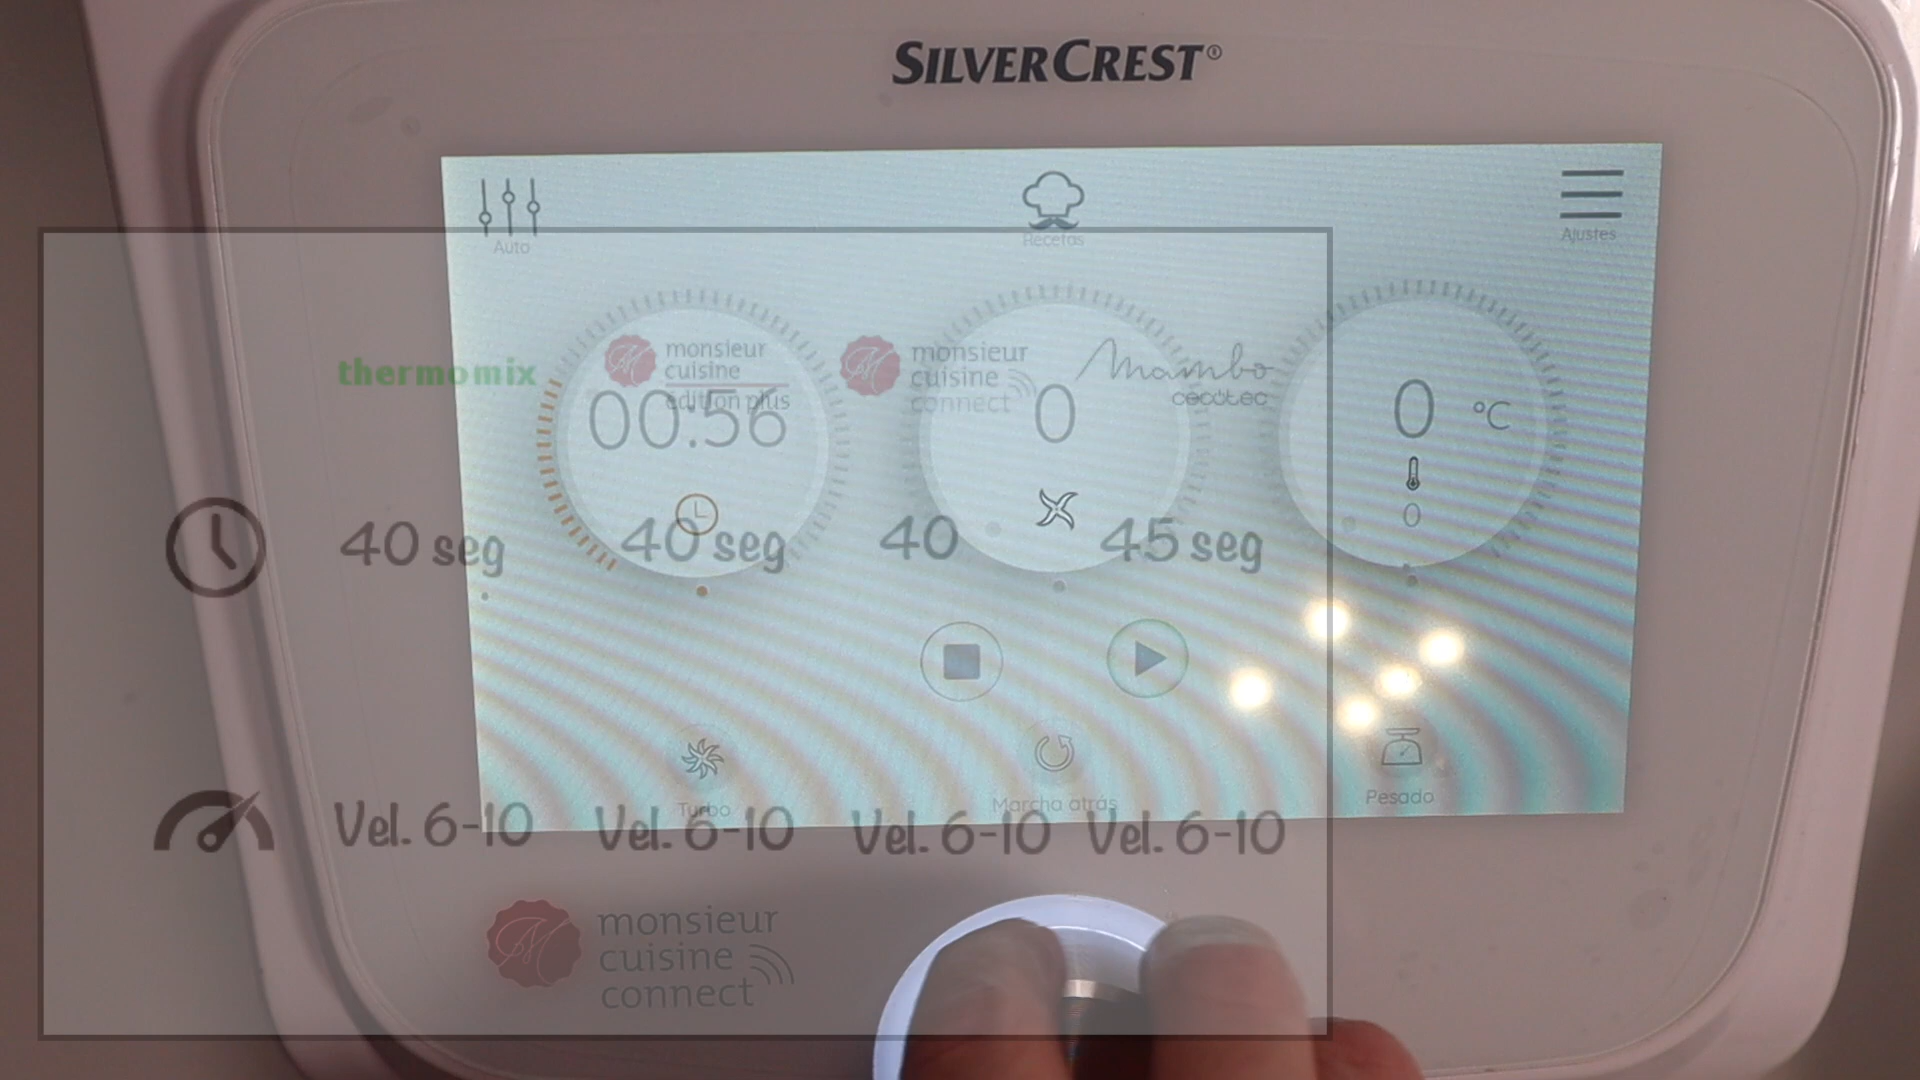 SILVERCREST®
Auto
Recetas
Ajustes
thermomix
monsieur
cuisine
édition plus
monsieur
cuisine
connect
Mambo
cecotec
00:56
0
0 °C
0
40 seg
40 seg
40
45 seg
Turbo
Marcha atrás
Pesado
Vel. 6-10
Vel. 6-10
Vel. 6-10
Vel. 6-10
monsieur
cuisine
connect